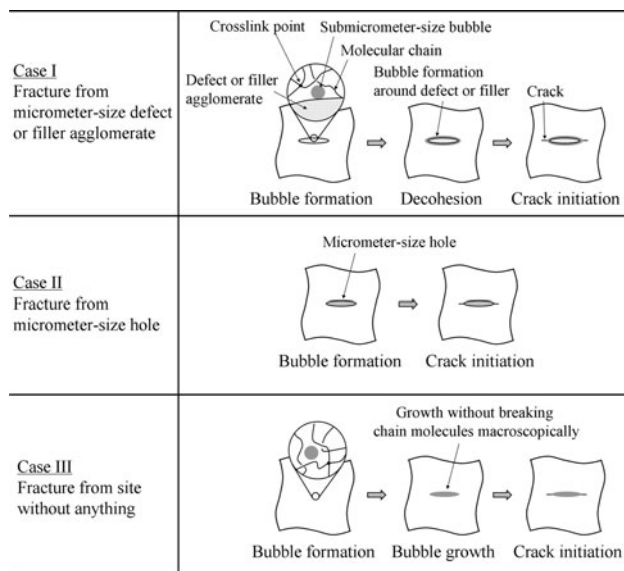 Case I
Fracture from
micrometer-size defect
or filler agglomerate
Crosslink point
Submicrometer-size bubble
Molecular chain
Defect or filler
agglomerate
Bubble formation
around defect or filler
Crack
Bubble formation
Decohesion
Crack initiation
Case II
Fracture from
micrometer-size hole
Micrometer-size hole
Bubble formation
Crack initiation
Case III
Fracture from site
without anything
Growth without breaking
chain molecules macroscopically
Bubble formation
Bubble growth
Crack initiation